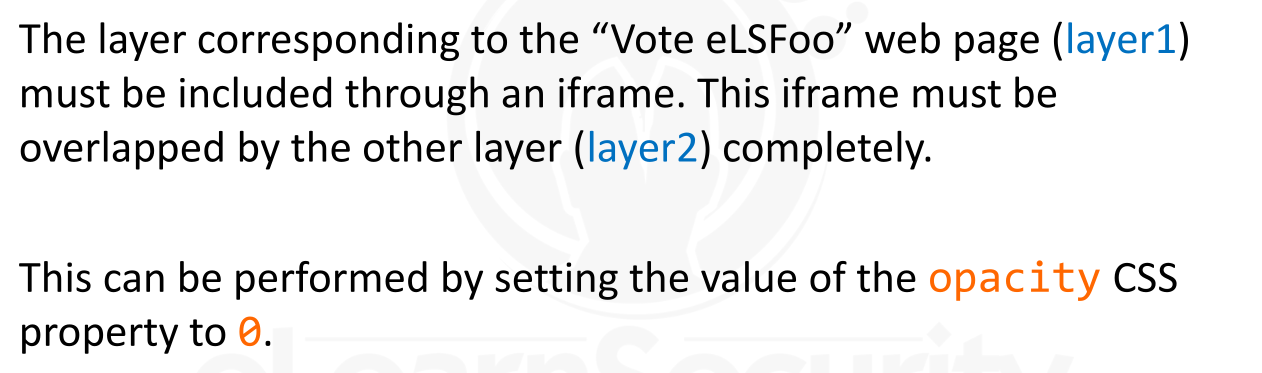 The layer corresponding to the “Vote eLSFoo” web page (layer1)
must be included through an iframe. This iframe must be
overlapped by the other layer (layer2) completely.
This can be performed by setting the value of the opacity CSS
property to 0.
eLearnSecurity